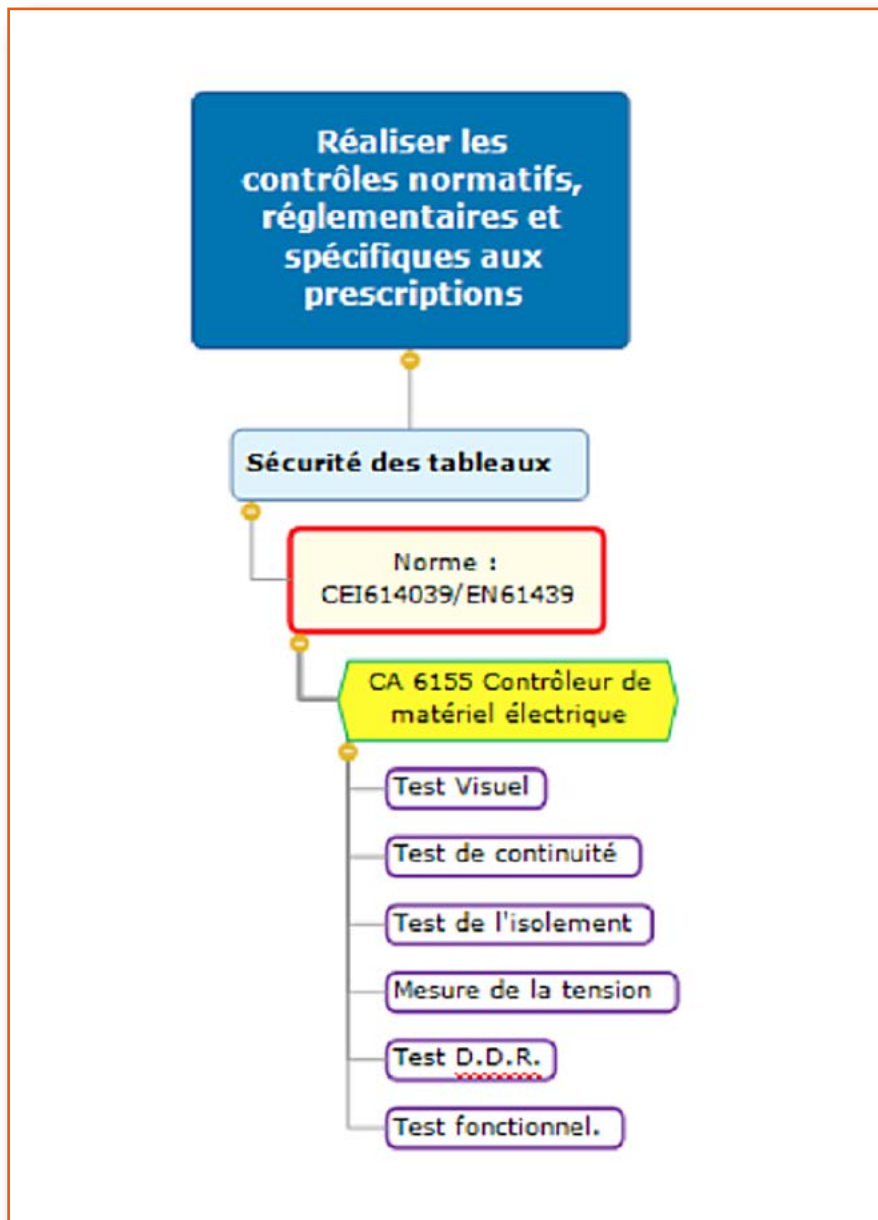 Réaliser les
contrôles normatifs,
réglementaires et
spécifiques aux
prescriptions
Sécurité des tableaux
Norme :
CEI614039/EN61439
CA 6155 Contrôleur de
matériel électrique
Test Visuel
Test de continuité
Test de l'isolement
Mesure de la tension
Test D.D.R.
Test fonctionnel.